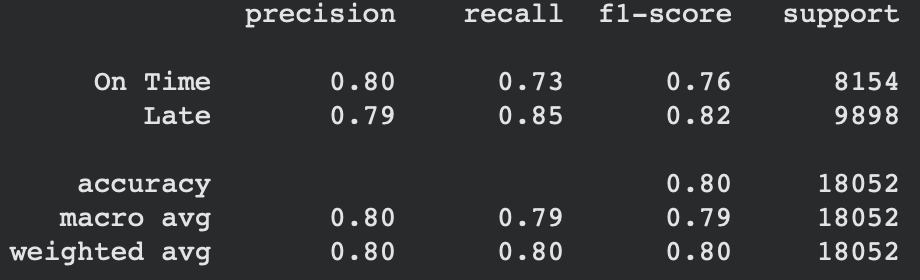 precision recall f1-score support
On Time 0.80 0.73 0.76 8154
Late 0.79 0.85 0.82 9898
accuracy 0.80 18052
macro avg 0.80 0.79 0.79 18052
weighted avg 0.80 0.80 0.80 18052